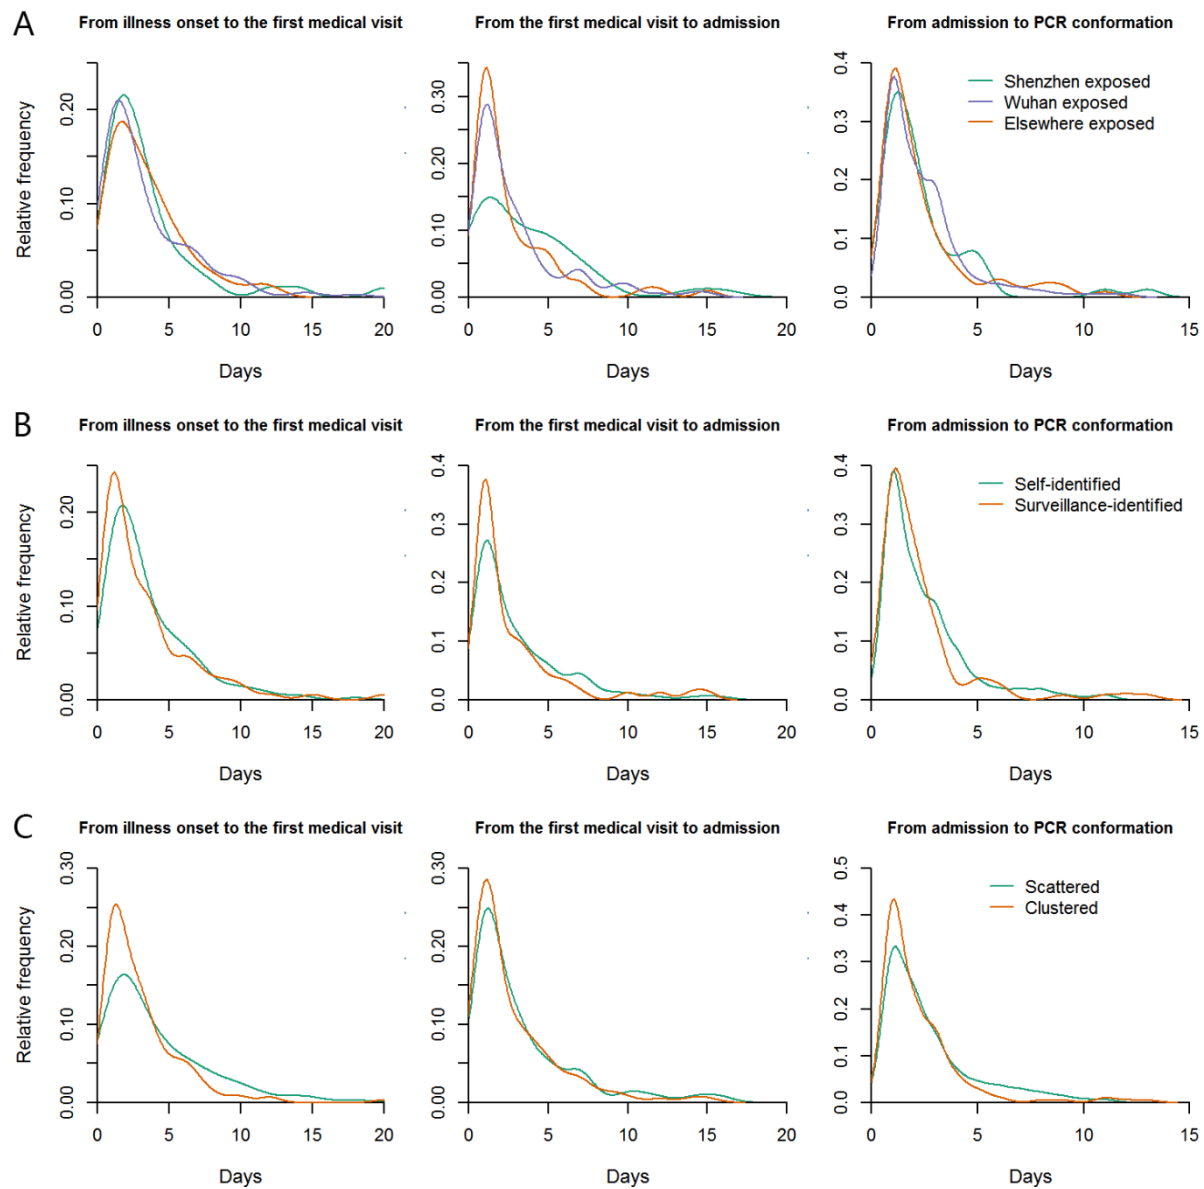 A
From illness onset to the first medical visit
From the first medical visit to admission
From admission to PCR conformation
Relative frequency
0.00 0.10 0.20
0 5 10 15 20
Days
0.00 0.10 0.20 0.30
0 5 10 15 20
Days
0.0 0.1 0.2 0.3 0.4
0 5 10 15
Days
Shenzhen exposed
Wuhan exposed
Elsewhere exposed
B
From illness onset to the first medical visit
From the first medical visit to admission
From admission to PCR conformation
Relative frequency
0.00 0.10 0.20
0 5 10 15 20
Days
0.0 0.1 0.2 0.3 0.4
0 5 10 15 20
Days
0.0 0.1 0.2 0.3 0.4
0 5 10 15
Days
Self-identified
Surveillance-identified
C
From illness onset to the first medical visit
From the first medical visit to admission
From admission to PCR conformation
Relative frequency
0.00 0.10 0.20 0.30
0 5 10 15 20
Days
0.00 0.10 0.20 0.30
0 5 10 15 20
Days
0.0 0.1 0.2 0.3 0.4 0.5
0 5 10 15
Days
Scattered
Clustered